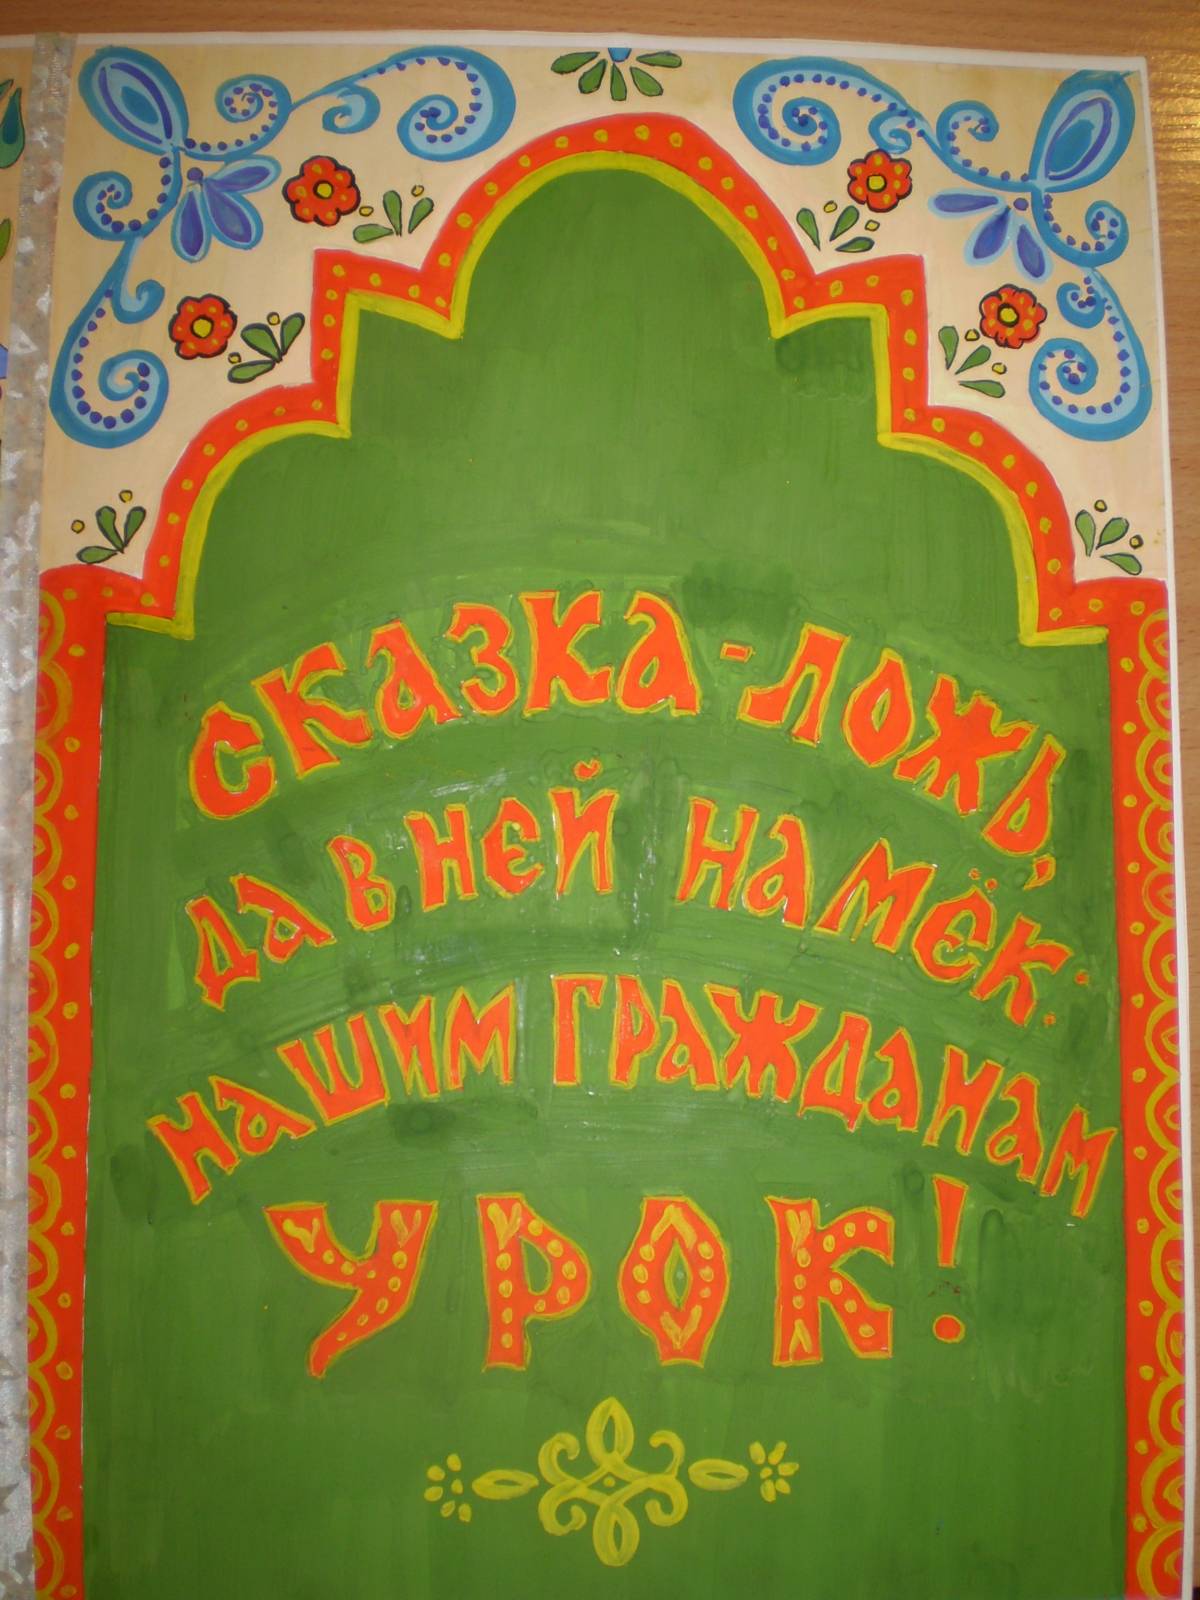 Сказка - ложь,
да в ней намёк:
нашим гражданам
УРОК!